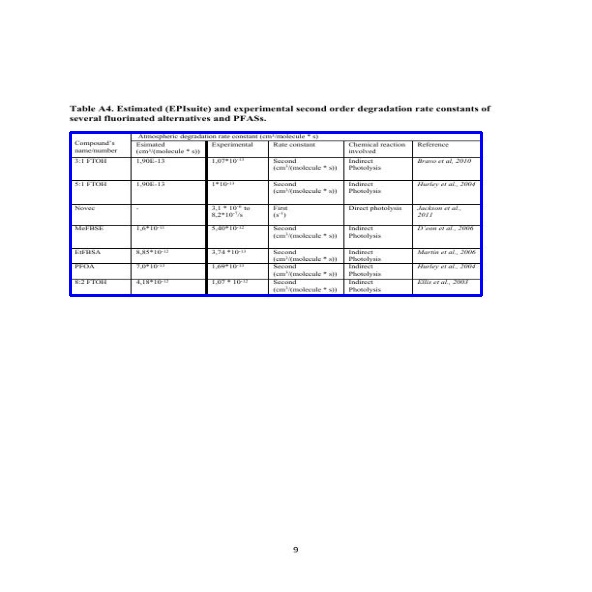 Table A4. Estimated (EPIsuite) and experimental second order degradation rate constants of
several fluorinated alternatives and PFASs.
Atmospheric degradation rate constant (cm³/molecule * s)
Compound's name/number | Estimated (cm³/(molecule * s)) | Experimental | Rate constant | Chemical reaction involved | Reference
3:1 FTOH | 1,90E-13 | 1,07*10⁻¹³ | Second (cm³/(molecule * s)) | Indirect Photolysis | Bravo et al, 2010
5:1 FTOH | 1,90E-13 | 1*10⁻¹³ | Second (cm³/(molecule * s)) | Indirect Photolysis | Hurley et al., 2004
Novec | - | 3,1 * 10⁻⁶ to 8,2*10⁻⁷/s | First (s⁻¹) | Direct photolysis | Jackson et al., 2011
MeFBSE | 1,6*10⁻¹¹ | 5,40*10⁻¹² | Second (cm³/(molecule * s)) | Indirect Photolysis | D'eon et al., 2006
EtFBSA | 8,85*10⁻¹² | 3,74 *10⁻¹³ | Second (cm³/(molecule * s)) | Indirect Photolysis | Martin et al., 2006
PFOA | 7,0*10⁻¹³ | 1,69*10⁻¹³ | Second (cm³/(molecule * s)) | Indirect Photolysis | Hurley et al., 2004
8:2 FTOH | 4,18*10⁻¹² | 1,07 * 10⁻¹² | Second (cm³/(molecule * s)) | Indirect Photolysis | Ellis et al., 2003
9